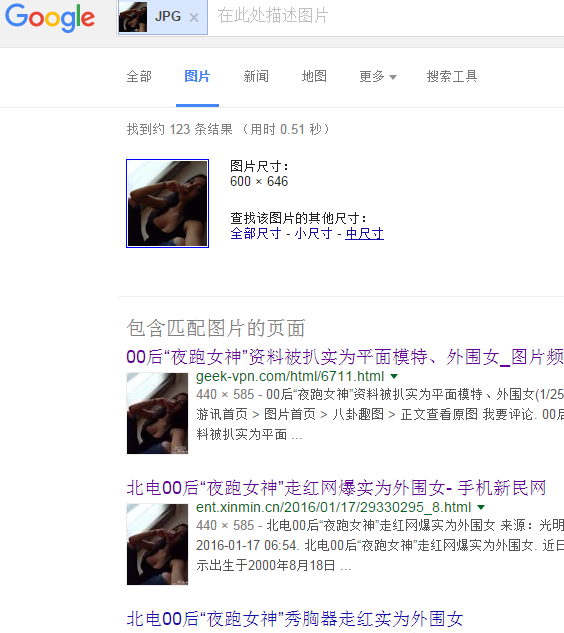 Google
JPG × 在此处描述图片
全部 图片 新闻 地图 更多 搜索工具
找到约 123 条结果 （用时 0.51 秒）
图片尺寸：
600 × 646
查找该图片的其他尺寸：
全部尺寸 - 小尺寸 - 中尺寸
包含匹配图片的页面
00后“夜跑女神”资料被扒实为平面模特、外围女_图片频
geek-vpn.com/html/6711.html
440 × 585 - 00后“夜跑女神”资料被扒实为平面模特、外围女(1/25
游讯首页 > 图片首页 > 八卦趣图 > 正文查看原图 我要评论. 00后
料被扒实为平面 ...
北电00后“夜跑女神”走红网爆实为外围女- 手机新民网
ent.xinmin.cn/2016/01/17/29330295_8.html
440 × 585 - 北电00后“夜跑女神”走红网爆实为外围女 来源：光明
2016-01-17 06:54. 北电00后“夜跑女神”走红网爆实为外围女. 近日
示出生于2000年8月18日 ...
北电00后“夜跑女神”秀胸器走红实为外围女